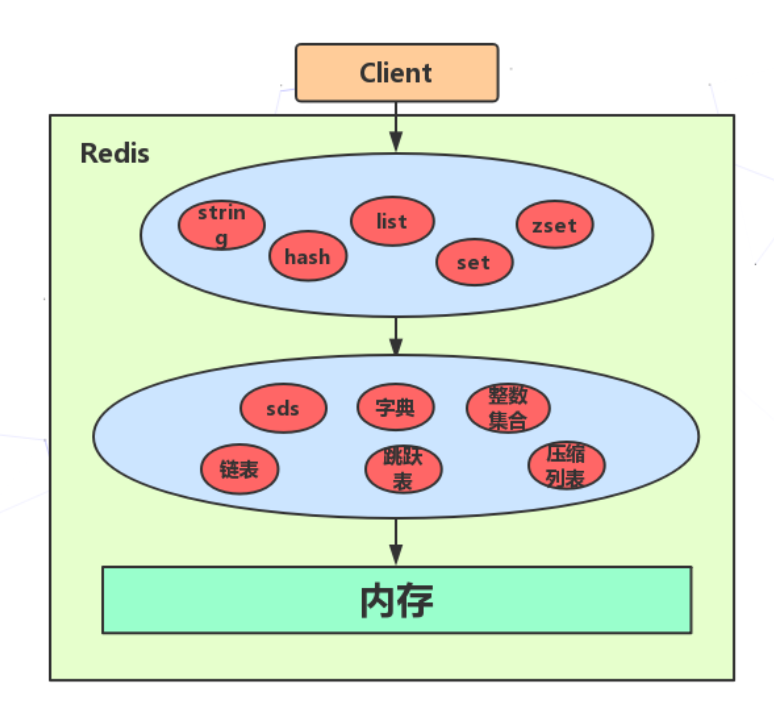 Client
Redis
strin
g
hash
list
set
zset
sds
字典
整数
集合
链表
跳跃
表
压缩
列表
内存